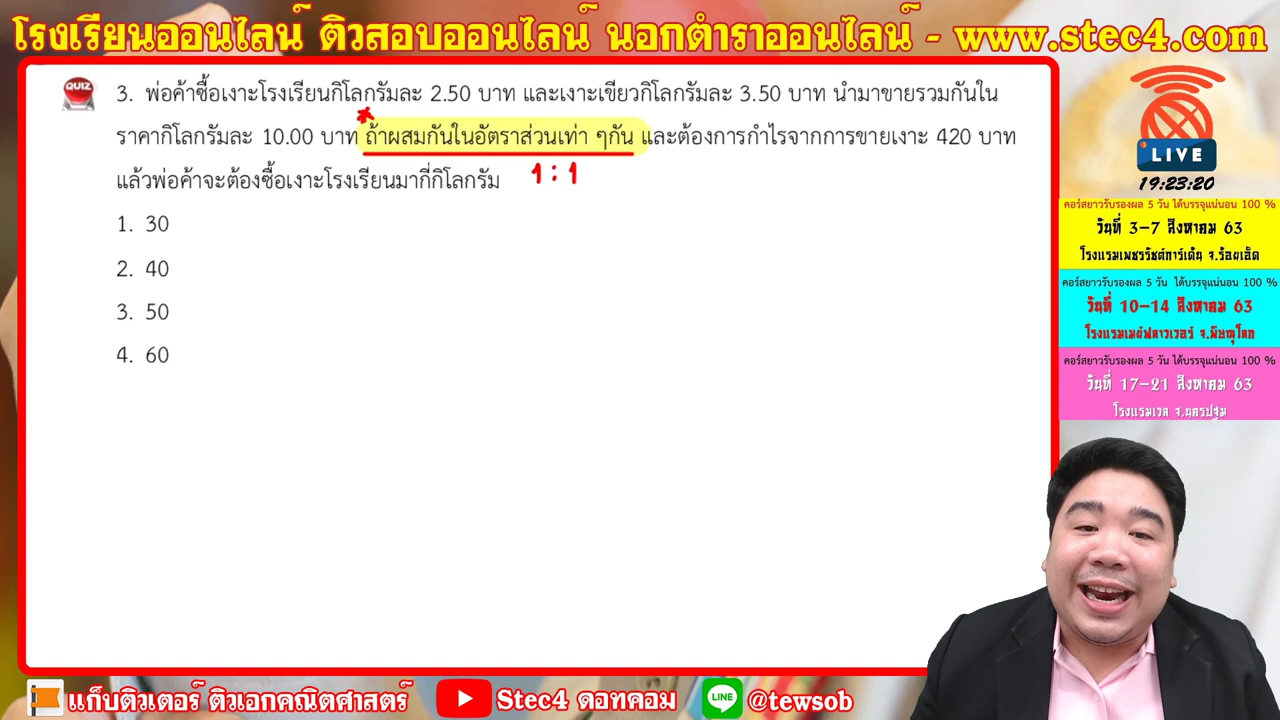 โรงเรียนออนไลน์ ติวสอบออนไลน์ นอกตำราออนไลน์ - www.stec4.com
QUIZ
3. พ่อค้าซื้อเงาะโรงเรียนกิโลกรัมละ 2.50 บาท และเงาะเขียวกิโลกรัมละ 3.50 บาท นำมาขายรวมกันใน
ราคากิโลกรัมละ 10.00 บาท ถ้าผสมกันในอัตราส่วนเท่า ๆกัน และต้องการกำไรจากการขายเงาะ 420 บาท
แล้วพ่อค้าจะต้องซื้อเงาะโรงเรียนมากี่กิโลกรัม
1 : 1
1. 30
2. 40
3. 50
4. 60
LIVE
19:23:20
คอร์สยาวรับรองผล 5 วัน ได้บรรจุแน่นอน 100 %
วันที่ 3-7 สิงหาคม 63
โรงแรมเพชรรัชต์การ์เด้น จ.ร้อยเอ็ด
คอร์สยาวรับรองผล 5 วัน ได้บรรจุแน่นอน 100 %
วันที่ 10-14 สิงหาคม 63
โรงแรมเมย์ฟลาวเวอร์ จ.พิษณุโลก
คอร์สยาวรับรองผล 5 วัน ได้บรรจุแน่นอน 100 %
วันที่ 17-21 สิงหาคม 63
โรงแรมเวล จ.นครปฐม
แก็บติวเตอร์ ติวเอกคณิตศาสตร์
Stec4 ดอทคอม
LINE
@tewsob